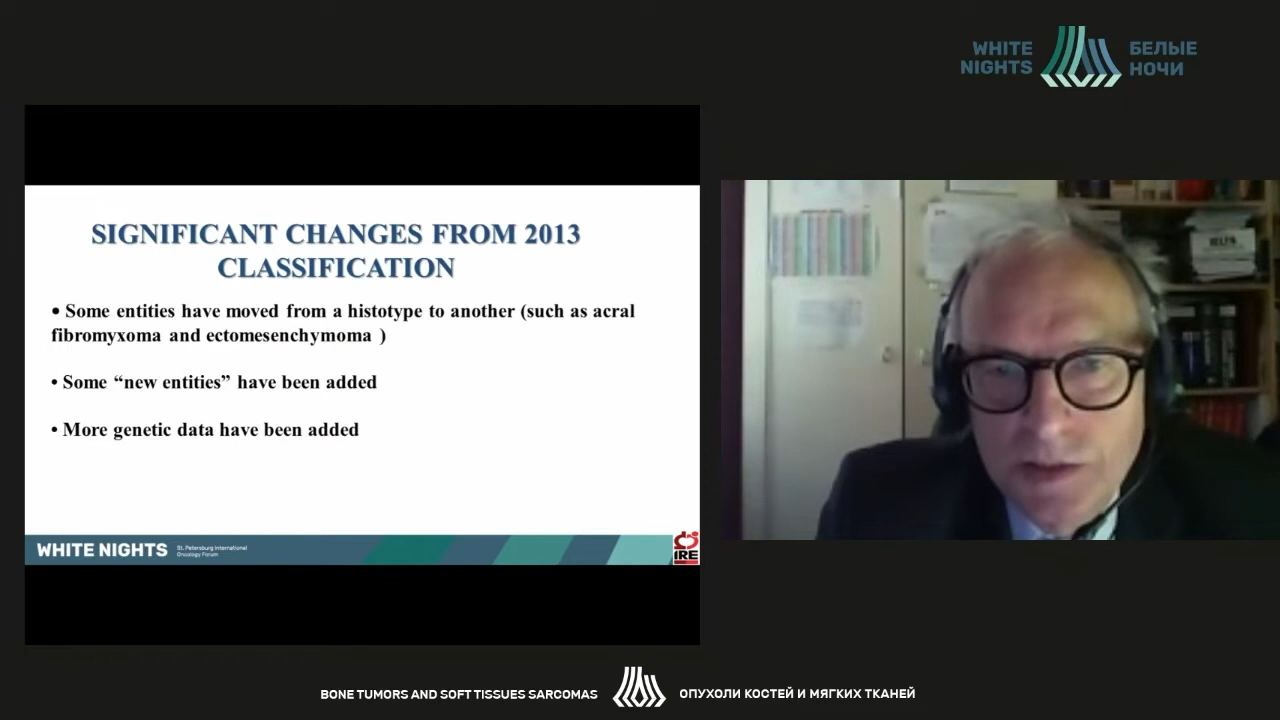 WHITE
NIGHTS
БЕЛЫЕ
НОЧИ
SIGNIFICANT CHANGES FROM 2013
CLASSIFICATION
• Some entities have moved from a histotype to another (such as acral
fibromyxoma and ectomesenchymoma )
• Some “new entities” have been added
• More genetic data have been added
WHITE NIGHTS
St. Petersburg International
Oncology Forum
IRE
IELTS
BONE TUMORS AND SOFT TISSUES SARCOMAS
ОПУХОЛИ КОСТЕЙ И МЯГКИХ ТКАНЕЙ